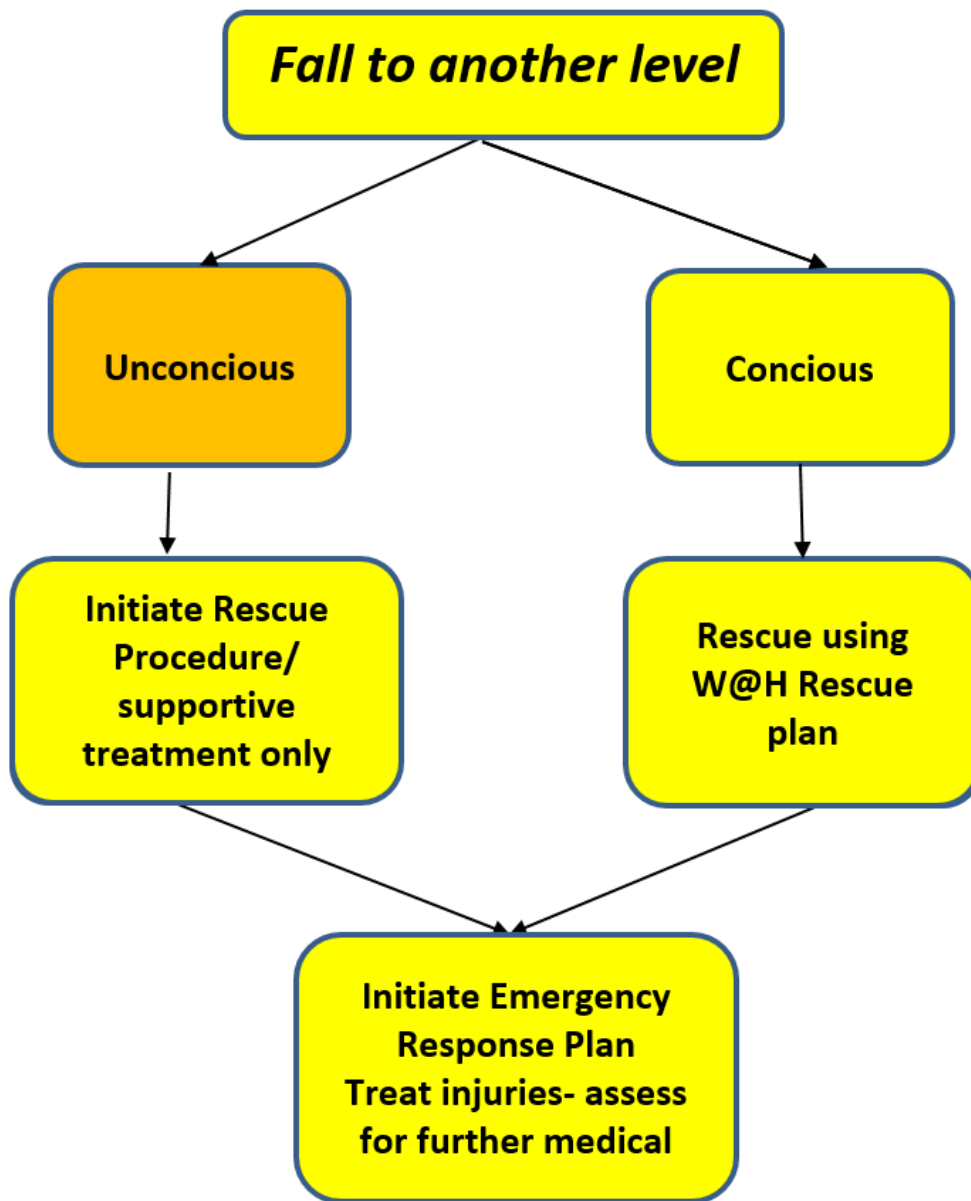 Fall to another level
Unconcious
Concious
Initiate Rescue
Procedure/
supportive
treatment only
Rescue using
W@H Rescue
plan
Initiate Emergency
Response Plan
Treat injuries- assess
for further medical